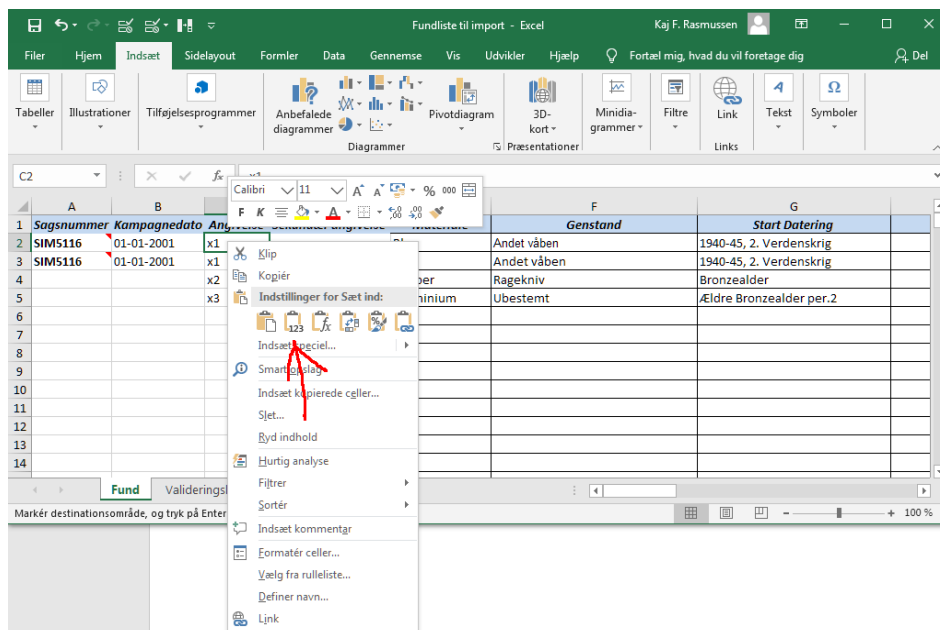 Fundliste til import - Excel
Kaj F. Rasmussen
Filer Hjem Indsæt Sidelayout Formler Data Gennemse Vis Udvikler Hjælp Fortæl mig, hvad du vil foretage dig Del
Tabeller
Illustrationer
Tilføjelsesprogrammer
Anbefalede
diagrammer
Pivotdiagram
3D-
kort
Minidia-
grammer
Filtre
Link
Tekst
Symboler
Diagrammer
Præsentationer
Links
C2
fx
Calibri 11 A A % 000
F K A
A B F G
1 Sagsnummer Kampagnedato Genstand Start Datering
2 SIM5116 01-01-2001 x1 Andet våben 1940-45, 2. Verdenskrig
3 SIM5116 01-01-2001 x1 Andet våben 1940-45, 2. Verdenskrig
4 x2 Ragekniv Bronzealder
5 x3 Ubestemt Ældre Bronzealder per.2
6
7
8
9
10
11
12
13
14
Klip
Kopiér
Indstillinger for Sæt ind:
123
fx
%
Indsæt speciel...
Smart opslag
Indsæt kopierede celler...
Slet...
Ryd indhold
Hurtig analyse
Filtrer
Sortér
Indsæt kommentar
Formatér celler...
Vælg fra rulleliste...
Definer navn...
Link
Fund
Markér destinationsområde, og tryk på Enter
100 %